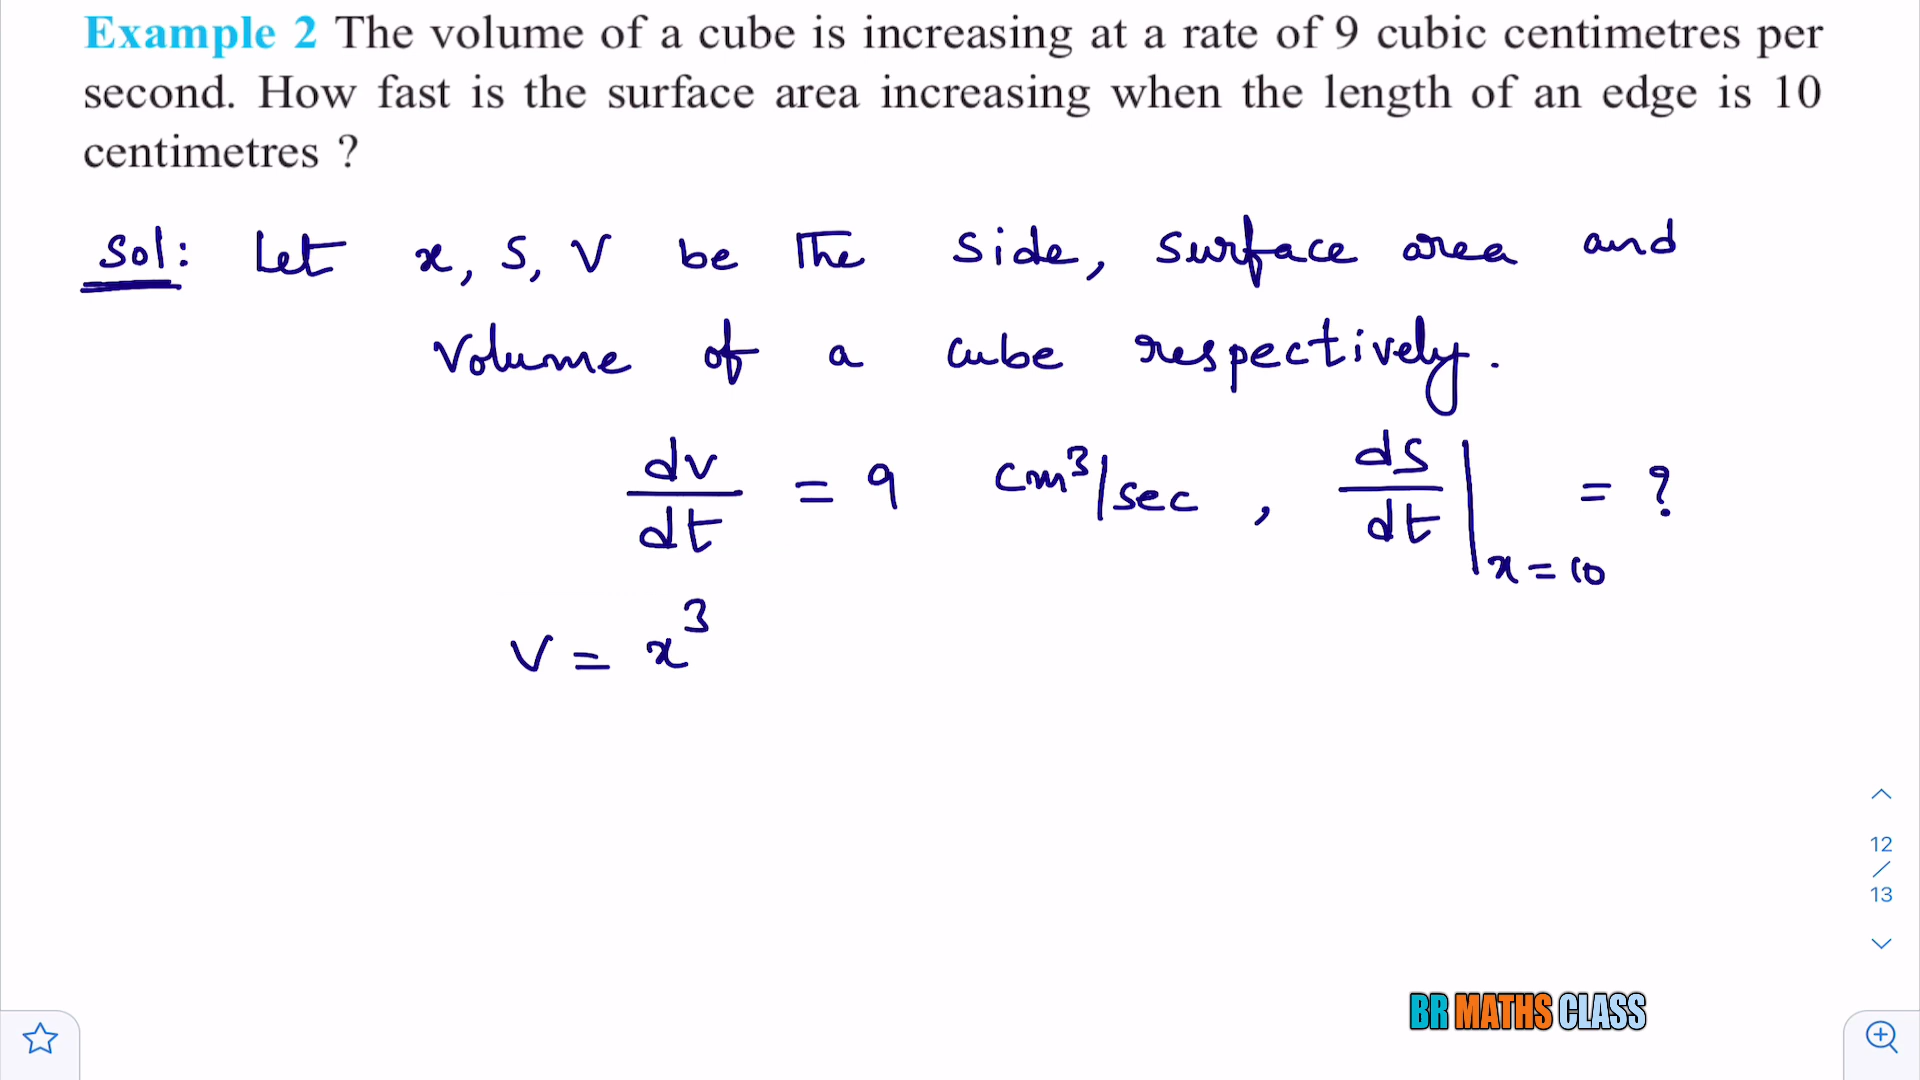 Example 2 The volume of a cube is increasing at a rate of 9 cubic centimetres per
second. How fast is the surface area increasing when the length of an edge is 10
centimetres ?
Sol: Let x, S, V be the side, surface area and
volume of a cube respectively.
dv/dt = 9 cm³/sec , ds/dt |x=10 = ?
V = x³
12
/
13
BR MATHS CLASS